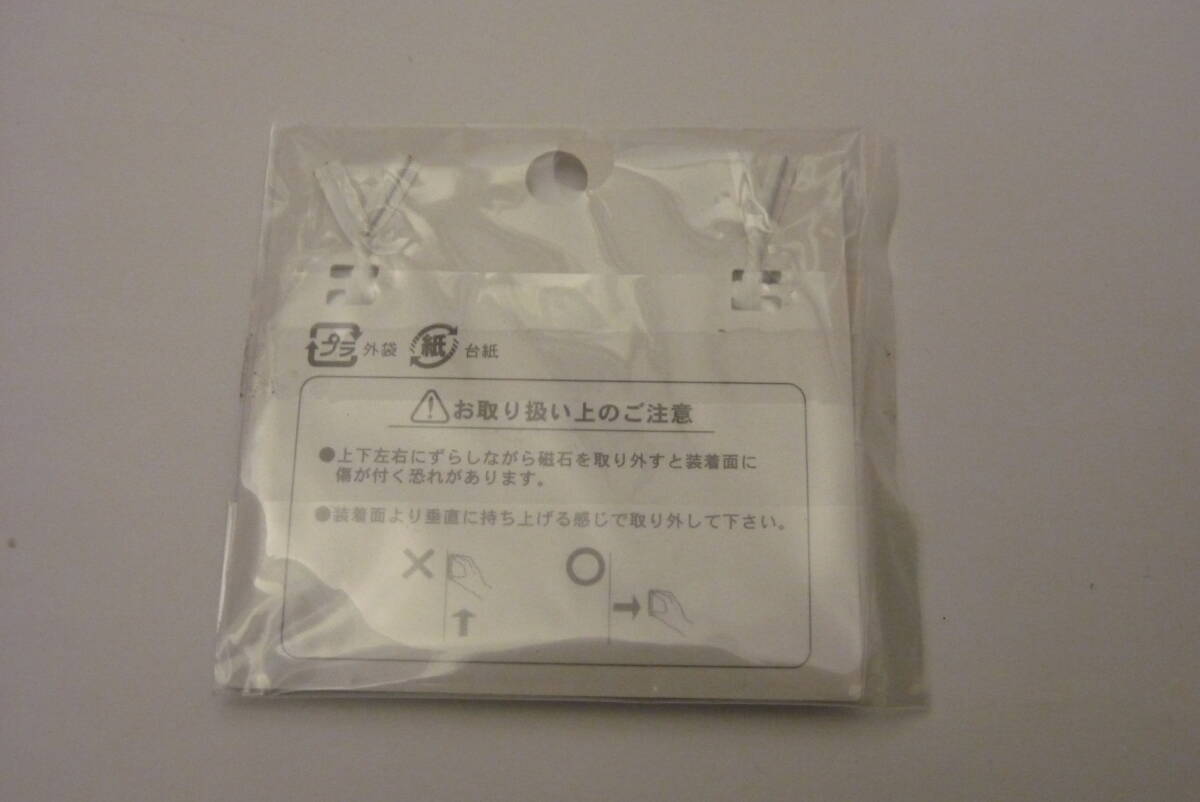 プラ 外袋 紙 台紙
お取り扱い上のご注意
●上下左右にずらしながら磁石を取り外すと装着面に
傷が付く恐れがあります。
●装着面より垂直に持ち上げる感じで取り外して下さい。